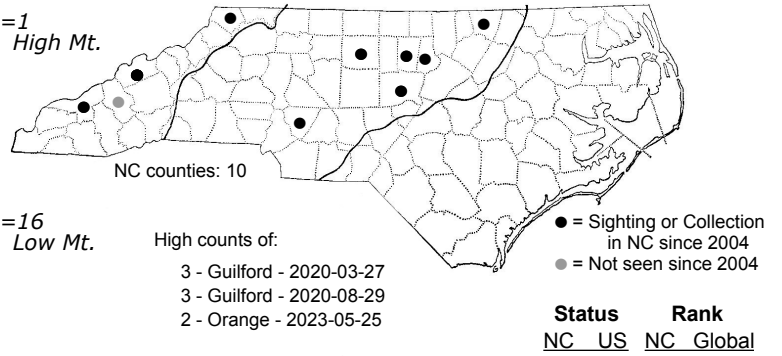 =1
High Mt.
NC counties: 10
=16
Low Mt.
High counts of:
3 - Guilford - 2020-03-27
3 - Guilford - 2020-08-29
2 - Orange - 2023-05-25
= Sighting or Collection
in NC since 2004
= Not seen since 2004
Status Rank
NC US NC Global